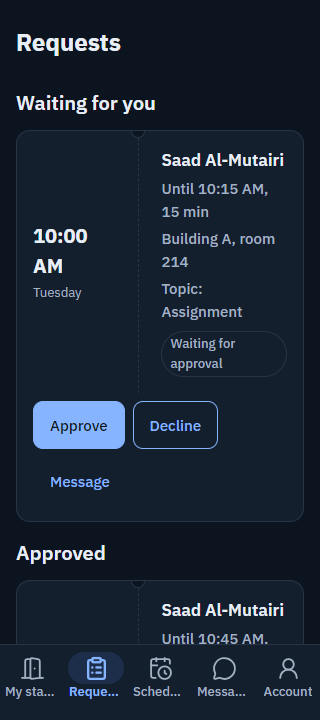 Requests
Waiting for you
Saad Al-Mutairi
Until 10:15 AM,
15 min
10:00
AM
Tuesday
Building A, room
214
Topic:
Assignment
Waiting for
approval
Approve
Decline
Message
Approved
Saad Al-Mutairi
Until 10:45 AM,
My sta...
Reque...
Sched...
Messa...
Account